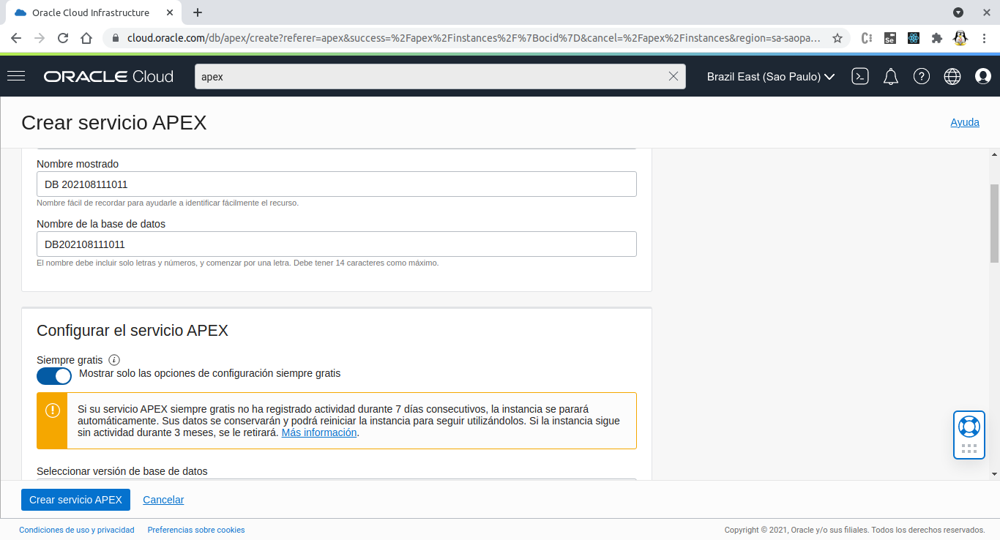 Oracle Cloud Infrastructure
cloud.oracle.com/db/apex/create?referer=apex&success=%2Fapex%2Finstances%2F%7Bocid%7D&cancel=%2Fapex%2Finstances&region=sa-saopa...
Se
ORACLE Cloud
apex
Brazil East (Sao Paulo)
Crear servicio APEX
Ayuda
Nombre mostrado
DB 202108111011
Nombre fácil de recordar para ayudarle a identificar fácilmente el recurso.
Nombre de la base de datos
DB202108111011
El nombre debe incluir solo letras y números, y comenzar por una letra. Debe tener 14 caracteres como máximo.
Configurar el servicio APEX
Siempre gratis
Mostrar solo las opciones de configuración siempre gratis
Si su servicio APEX siempre gratis no ha registrado actividad durante 7 días consecutivos, la instancia se parará
automáticamente. Sus datos se conservarán y podrá reiniciar la instancia para seguir utilizándolos. Si la instancia sigue
sin actividad durante 3 meses, se le retirará. Más información.
Seleccionar versión de base de datos
Crear servicio APEX
Cancelar
Condiciones de uso y privacidad
Preferencias sobre cookies
Copyright © 2021, Oracle y/o sus filiales. Todos los derechos reservados.